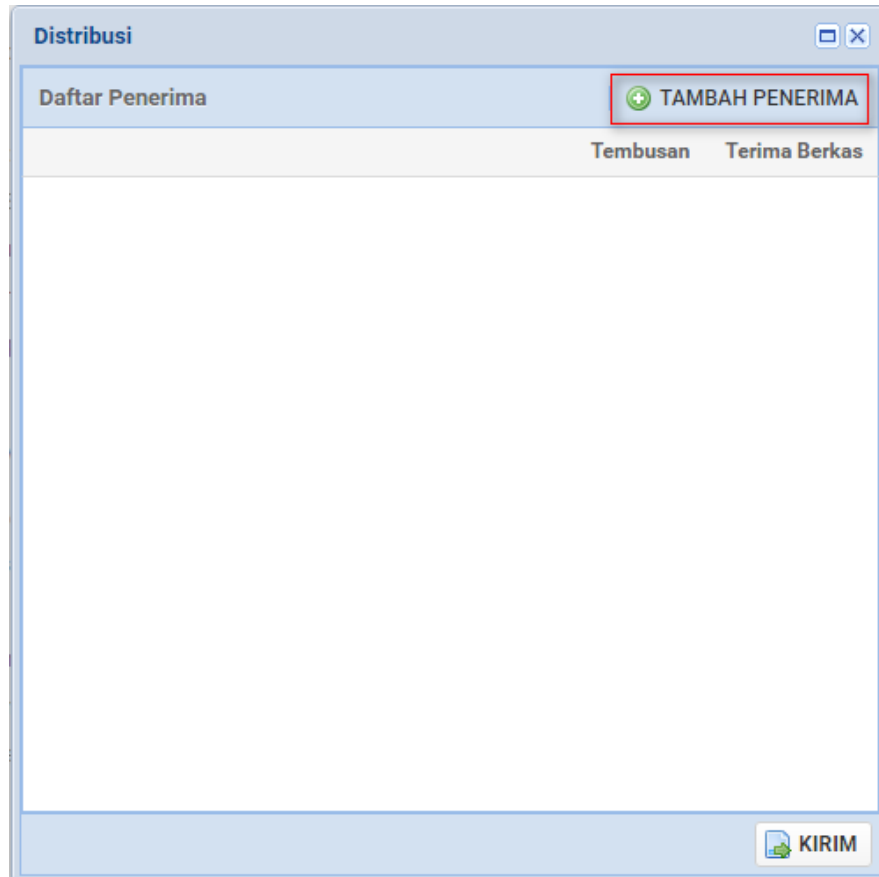 Distribusi
Daftar Penerima TAMBAH PENERIMA
Tembusan Terima Berkas
KIRIM